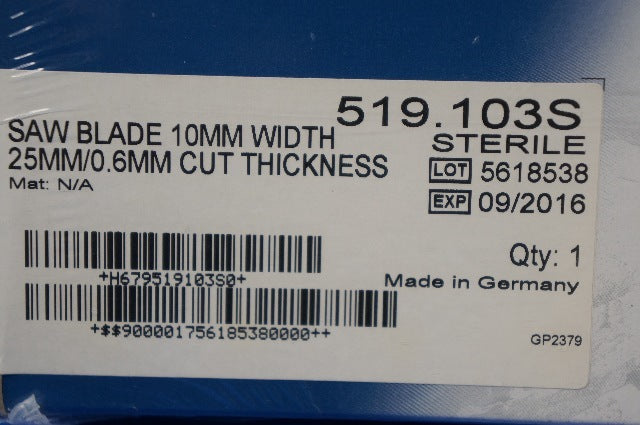 519.103S
SAW BLADE 10MM WIDTH
STERILE
25MM/0.6MM CUT THICKNESS
LOT 5618538
Mat: N/A
EXP 09/2016
Qty: 1
+H679519103S0+
Made in Germany
+$$900001756185380000++
GP2379